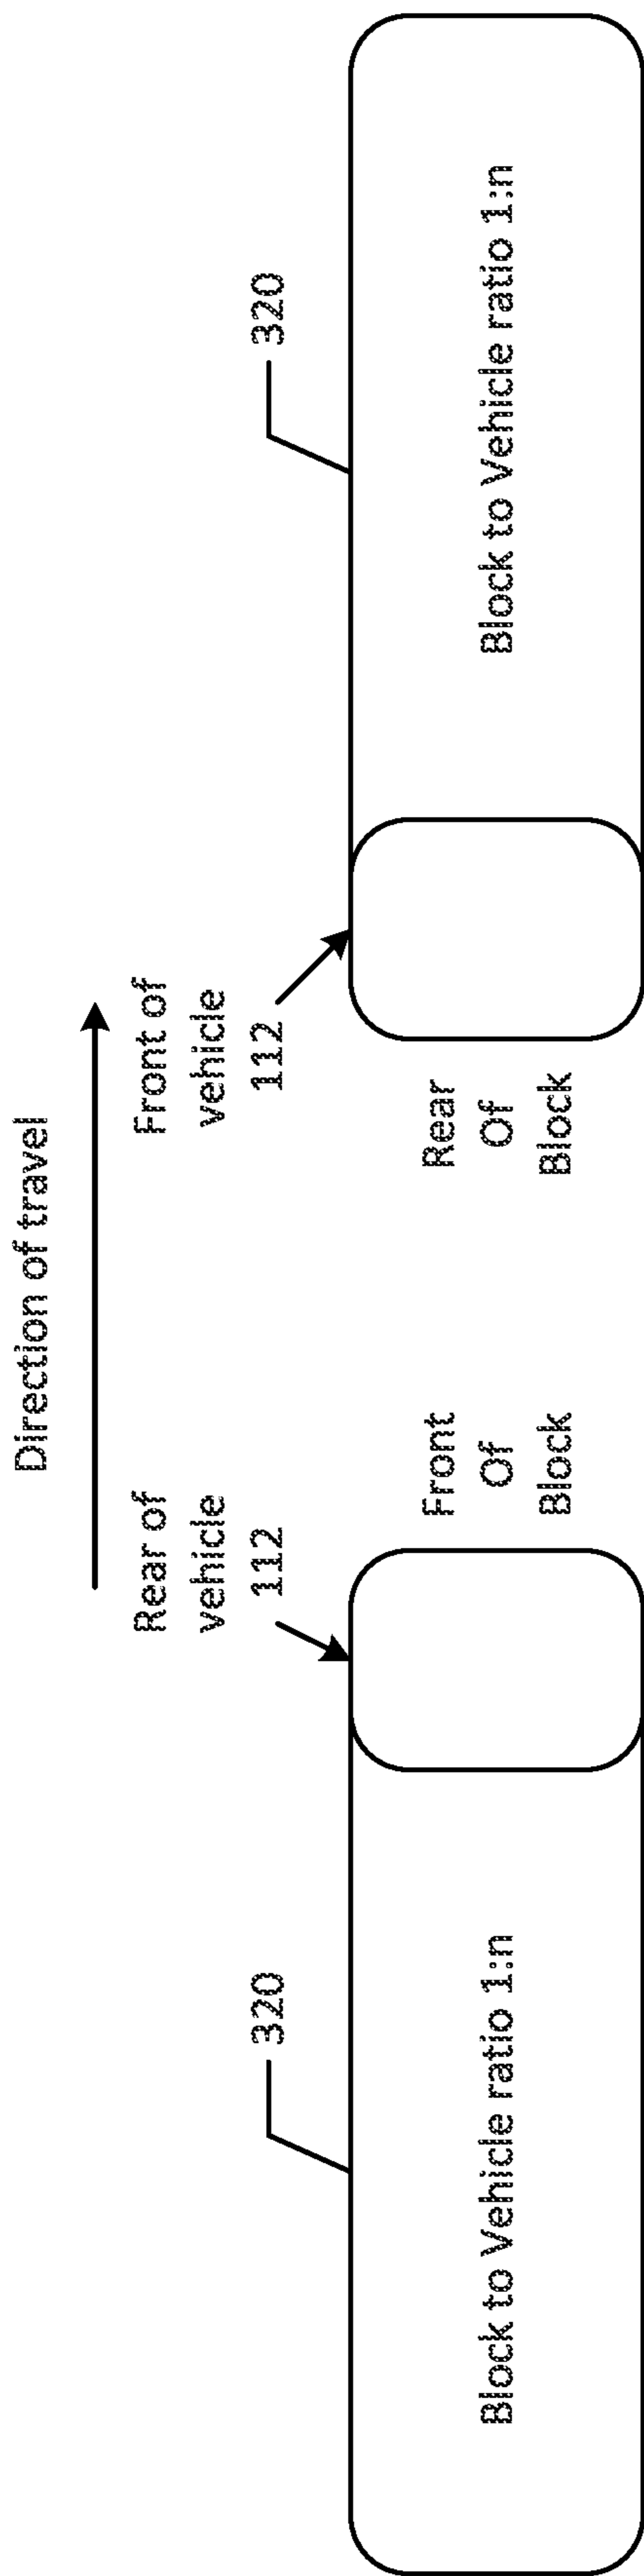 Direction of travel
Rear of
vehicle
112
Front of
vehicle
112
320
320
Block to Vehicle ratio 1:n
Front
Of
Block
Rear
Of
Block
Block to Vehicle ratio 1:n